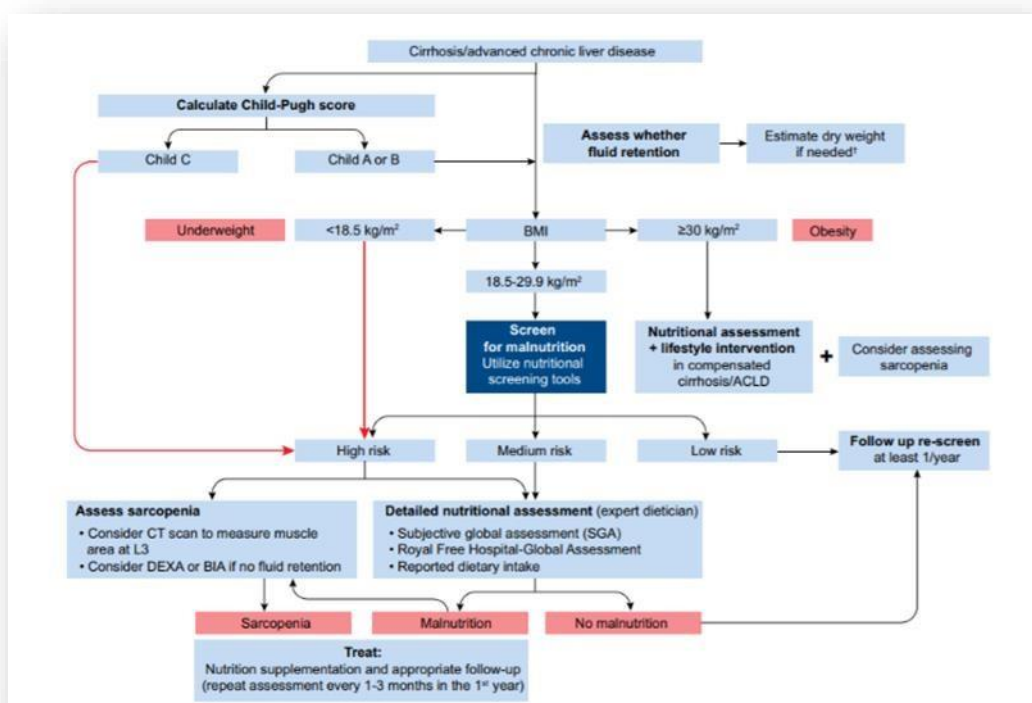 Cirrhosis/advanced chronic liver disease
Calculate Child-Pugh score
Child C
Child A or B
Assess whether
fluid retention
Estimate dry weight
if needed†
Underweight
<18.5 kg/m²
BMI
≥30 kg/m²
Obesity
18.5-29.9 kg/m²
Screen
for malnutrition
Utilize nutritional
screening tools
Nutritional assessment
+ lifestyle intervention
in compensated
cirrhosis/ACLD
+
Consider assessing
sarcopenia
High risk
Medium risk
Low risk
Follow up re-screen
at least 1/year
Assess sarcopenia
• Consider CT scan to measure muscle
area at L3
• Consider DEXA or BIA if no fluid retention
Detailed nutritional assessment (expert dietician)
• Subjective global assessment (SGA)
• Royal Free Hospital-Global Assessment
• Reported dietary intake
Sarcopenia
Malnutrition
No malnutrition
Treat:
Nutrition supplementation and appropriate follow-up
(repeat assessment every 1-3 months in the 1st year)